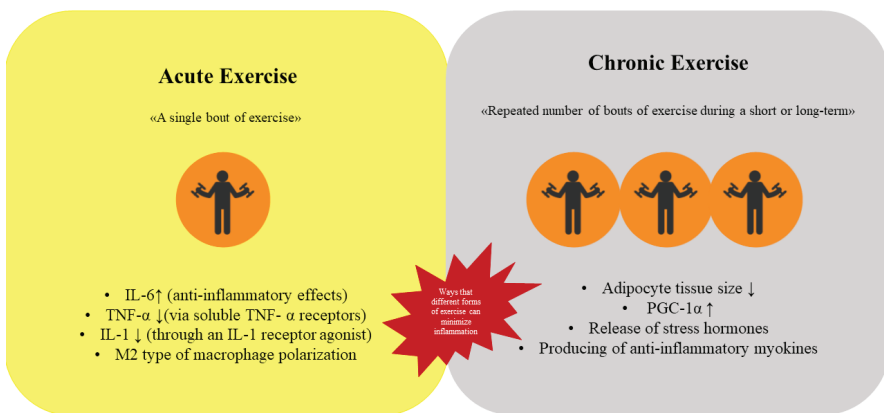 Acute Exercise
«A single bout of exercise»
• IL-6↑ (anti-inflammatory effects)
• TNF-α ↓(via soluble TNF- α receptors)
• IL-1 ↓ (through an IL-1 receptor agonist)
• M2 type of macrophage polarization
Ways that
different forms
of exercise can
minimize
inflammation
Chronic Exercise
«Repeated number of bouts of exercise during a short or long-term»
• Adipocyte tissue size ↓
• PGC-1α ↑
• Release of stress hormones
• Producing of anti-inflammatory myokines